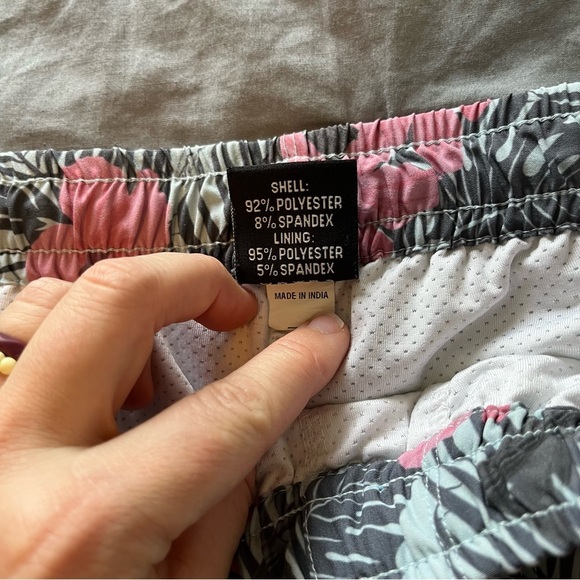 SHELL:
92% POLYESTER
8% SPANDEX
LINING:
95% POLYESTER
5% SPANDEX
MADE IN INDIA